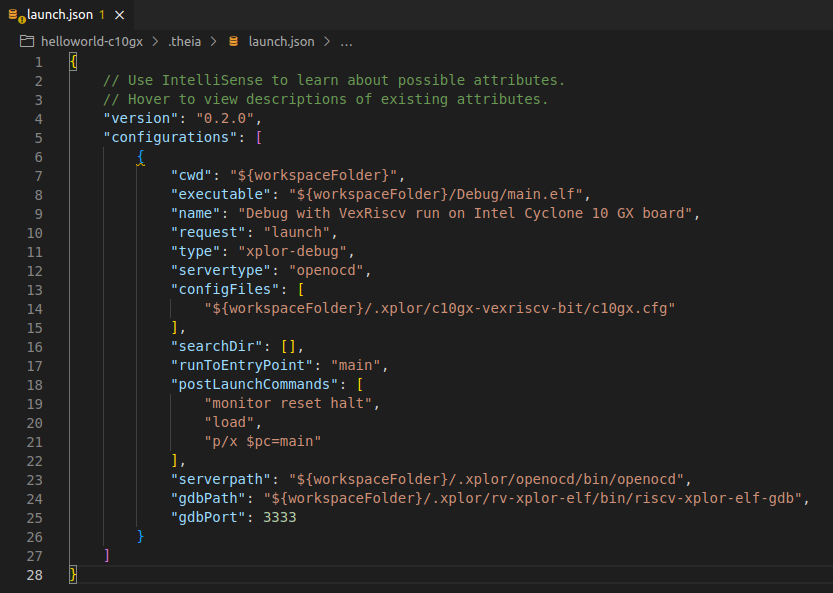 launch.json 1 ×
helloworld-c10gx > .theia > launch.json > ...
1 {
2 // Use IntelliSense to learn about possible attributes.
3 // Hover to view descriptions of existing attributes.
4 "version": "0.2.0",
5 "configurations": [
6 {
7 "cwd": "${workspaceFolder}",
8 "executable": "${workspaceFolder}/Debug/main.elf",
9 "name": "Debug with VexRiscv run on Intel Cyclone 10 GX board",
10 "request": "launch",
11 "type": "xplor-debug",
12 "servertype": "openocd",
13 "configFiles": [
14 "${workspaceFolder}/.xplor/c10gx-vexriscv-bit/c10gx.cfg"
15 ],
16 "searchDir": [],
17 "runToEntryPoint": "main",
18 "postLaunchCommands": [
19 "monitor reset halt",
20 "load",
21 "p/x $pc=main"
22 ],
23 "serverpath": "${workspaceFolder}/.xplor/openocd/bin/openocd",
24 "gdbPath": "${workspaceFolder}/.xplor/rv-xplor-elf/bin/riscv-xplor-elf-gdb",
25 "gdbPort": 3333
26 }
27 ]
28 }